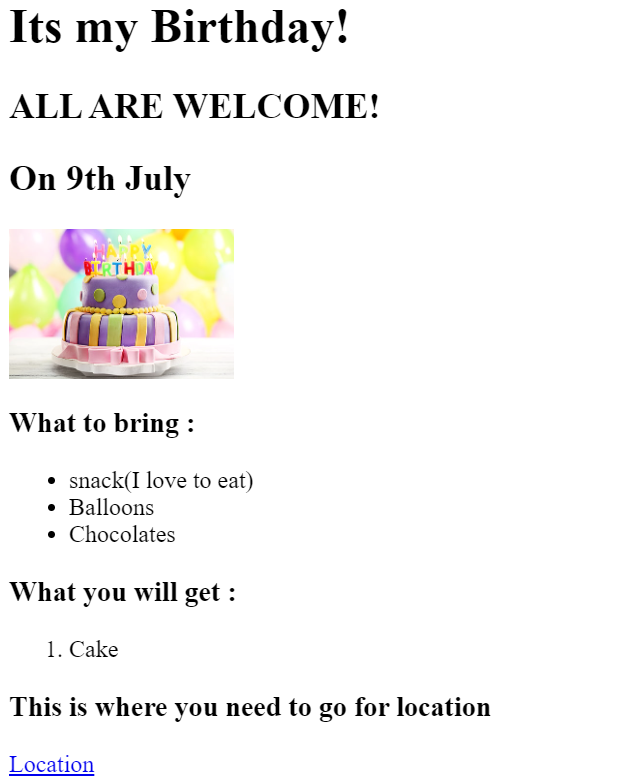 Its my Birthday!
ALL ARE WELCOME!
On 9th July
HAPPY
BIRTHDAY
What to bring :
• snack(I love to eat)
• Balloons
• Chocolates
What you will get :
1. Cake
This is where you need to go for location
Location